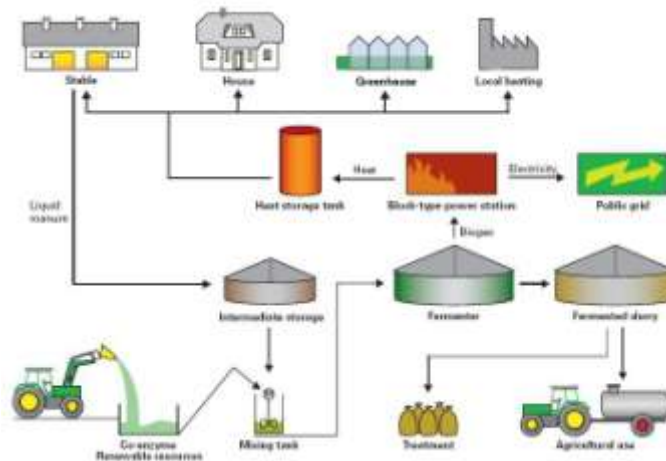 Stable
House
Greenhouse
Local heating
Heat
Electricity
Heat storage tank
Block-type power station
Public grid
Liquid
manure
Biogas
Intermediate storage
Fermenter
Fermented slurry
Co-enzyme
Renewable resources
Mixing tank
Treatment
Agricultural use